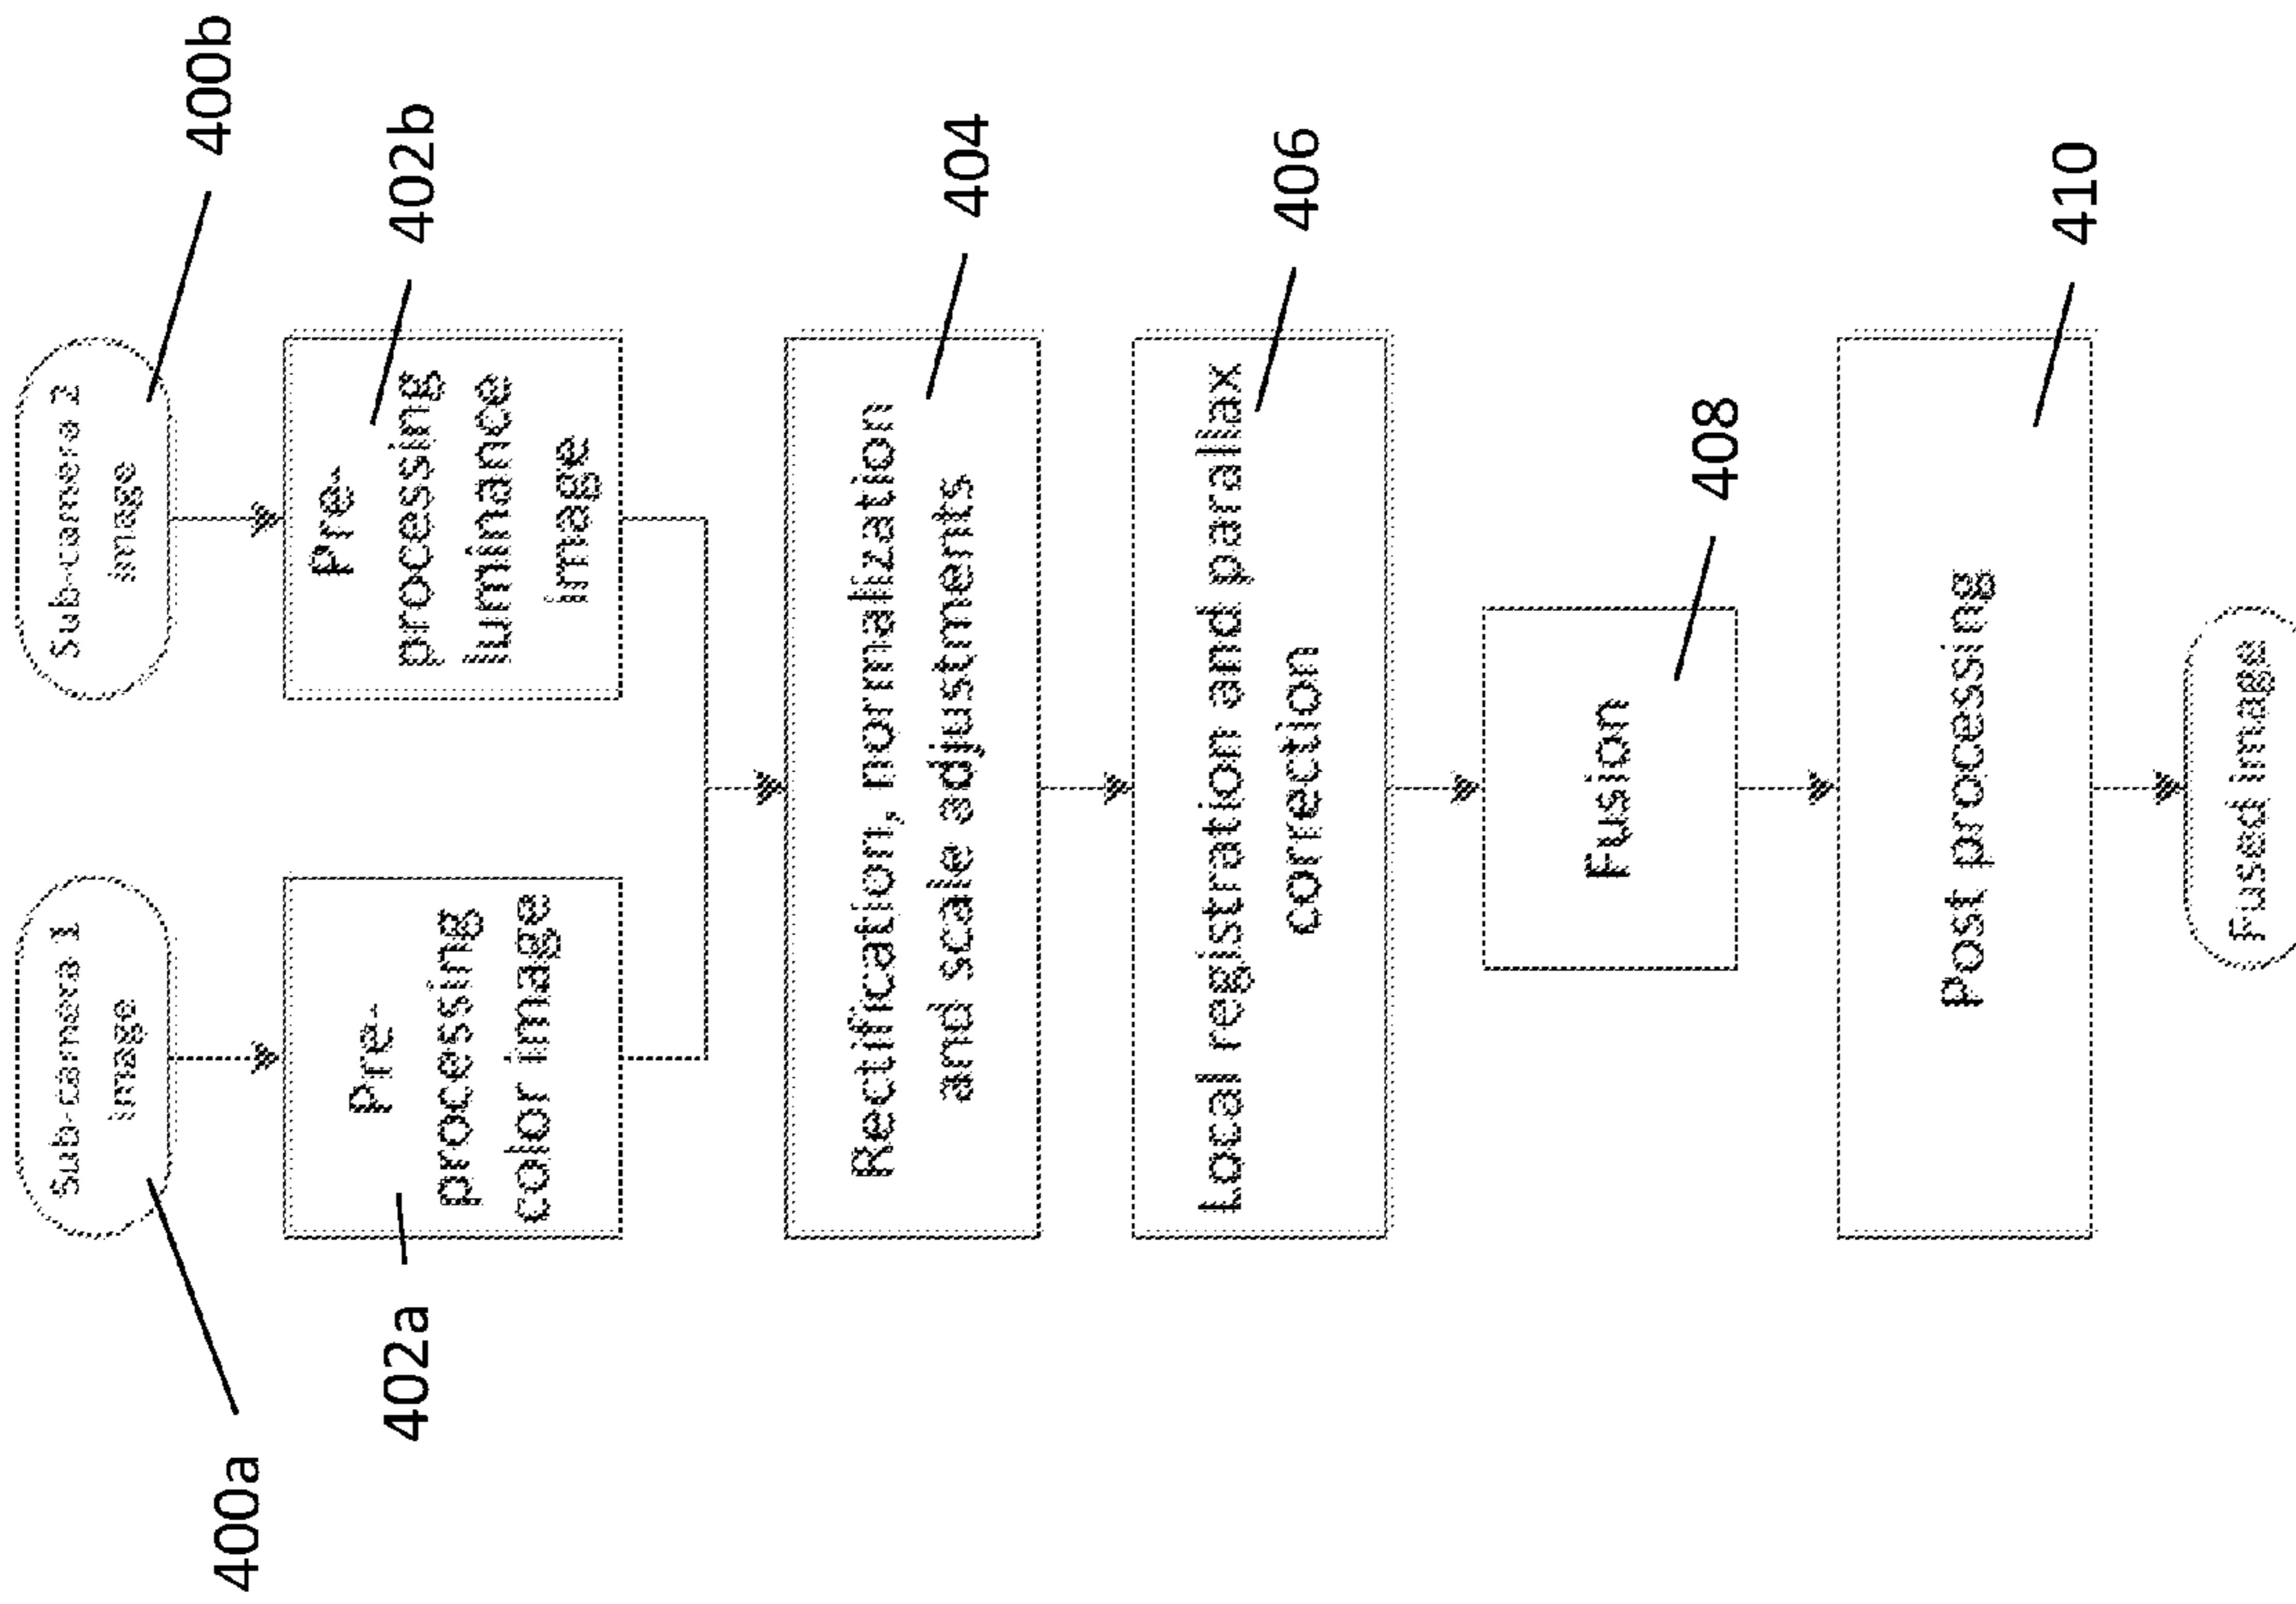 Sub-camera 1
image
400a
Sub-camera 2
image
400b
Pre-
processing
color image
402a
Pre-
processing
luminance
image
402b
Rectification, normalization
and scale adjustments
404
Local registration and parallax
correction
406
Fusion
408
Post processing
410
Fused image